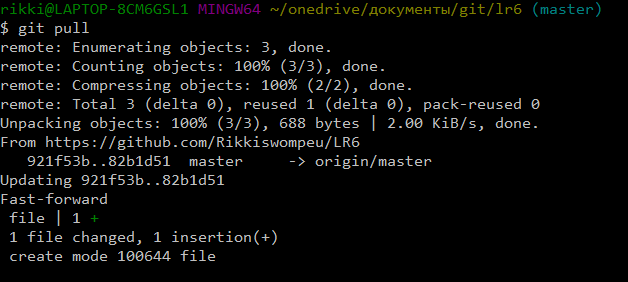 rikki@LAPTOP-8CM6GSL1 MINGW64 ~/onedrive/документы/git/lr6 (master)
$ git pull
remote: Enumerating objects: 3, done.
remote: Counting objects: 100% (3/3), done.
remote: Compressing objects: 100% (2/2), done.
remote: Total 3 (delta 0), reused 1 (delta 0), pack-reused 0
Unpacking objects: 100% (3/3), 688 bytes | 2.00 KiB/s, done.
From https://github.com/Rikkiswompeu/LR6
   921f53b..82b1d51  master     -> origin/master
Updating 921f53b..82b1d51
Fast-forward
 file | 1 +
 1 file changed, 1 insertion(+)
 create mode 100644 file